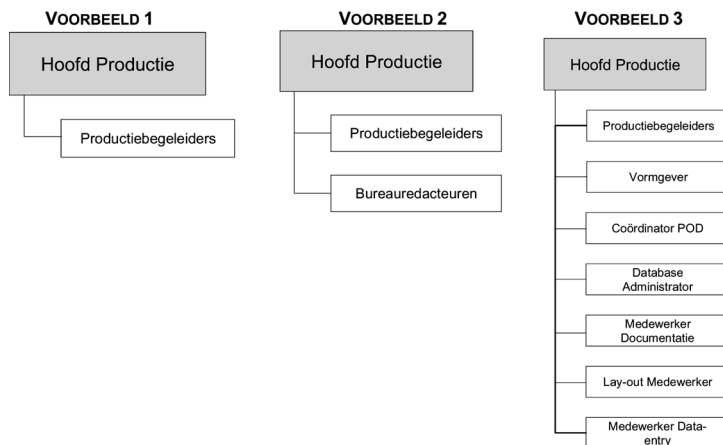 VOORBEELD 1
Hoofd Productie
Productiebegeleiders
VOORBEELD 2
Hoofd Productie
Productiebegeleiders
Bureauredacteuren
VOORBEELD 3
Hoofd Productie
Productiebegeleiders
Vormgever
Coördinator POD
Database
Administrator
Medewerker
Documentatie
Lay-out Medewerker
Medewerker Data-
entry